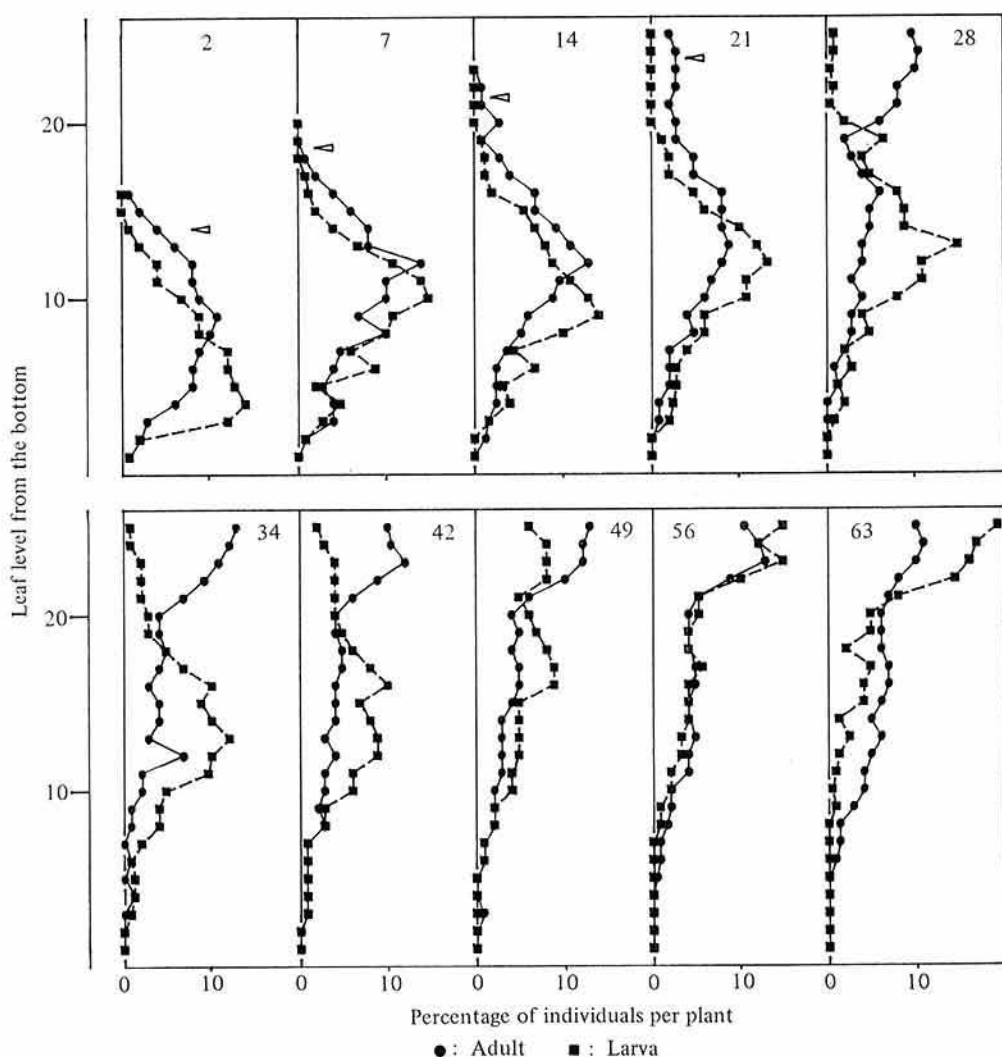 2 7 14 21 28
20
10
Leaf level from the bottom
34 42 49 56 63
20
10
0 10 0 10 0 10 0 10 0 10
Percentage of individuals per plant
● : Adult ■ : Larva